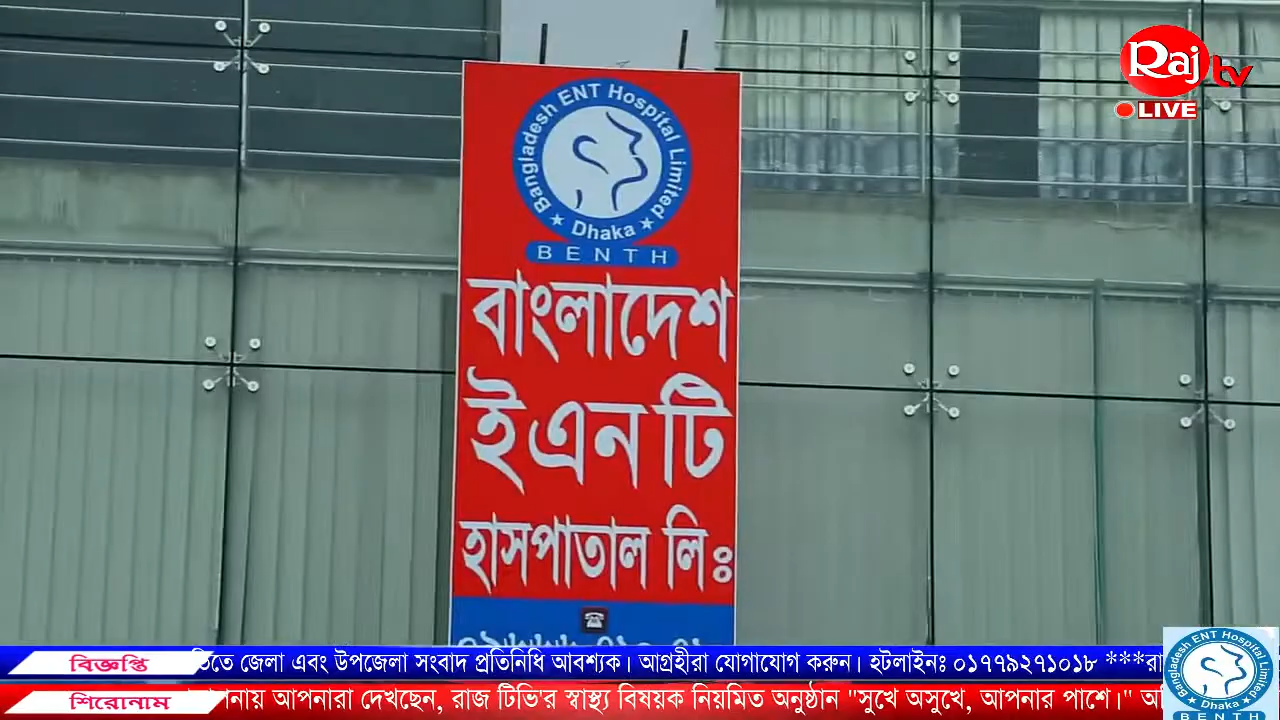 Raj tv
LIVE
Bangladesh ENT Hospital Limited
★ Dhaka ★
BENTH
বাংলাদেশ
ইএনটি
হাসপাতাল লিঃ
বিজ্ঞপ্তি
তিতে জেলা এবং উপজেলা সংবাদ প্রতিনিধি আবশ্যক। আগ্রহীরা যোগাযোগ করুন। হটলাইনঃ ০১৭৭৯২৭১০১৮ ***রা
শিরোনাম
নায় আপনারা দেখছেন, রাজ টিভি'র স্বাস্থ্য বিষয়ক নিয়মিত অনুষ্ঠান "সুখে অসুখে, আপনার পাশে।"
Bangladesh ENT Hospital Limited
★ Dhaka ★
BENTH